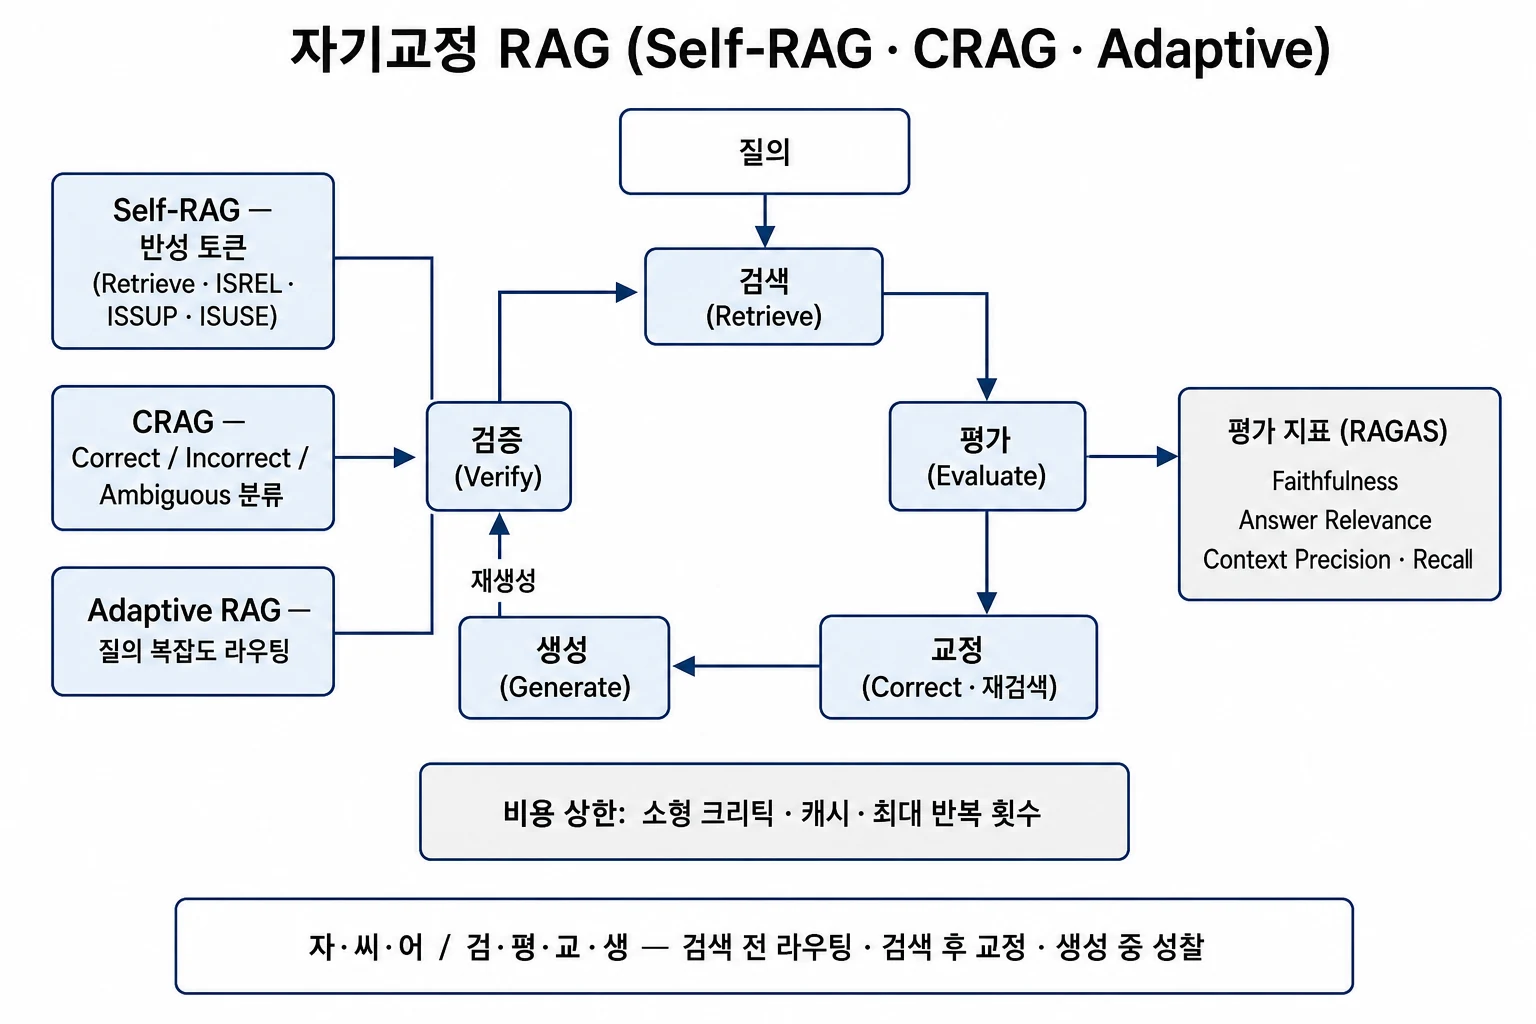 자기교정 RAG (Self-RAG · CRAG · Adaptive)
질의
Self-RAG —
반성 토큰
(Retrieve · ISREL ·
ISSUP · ISUSE)
검색
(Retrieve)
CRAG —
Correct / Incorrect /
Ambiguous 분류
검증
(Verify)
평가
(Evaluate)
평가 지표 (RAGAS)
Faithfulness
Answer Relevance
Context Precision · Recall
재생성
Adaptive RAG —
질의 복잡도 라우팅
생성
(Generate)
교정
(Correct · 재검색)
비용 상한: 소형 크리틱 · 캐시 · 최대 반복 횟수
자·씨·어 / 검·평·교·생 — 검색 전 라우팅 · 검색 후 교정 · 생성 중 성찰